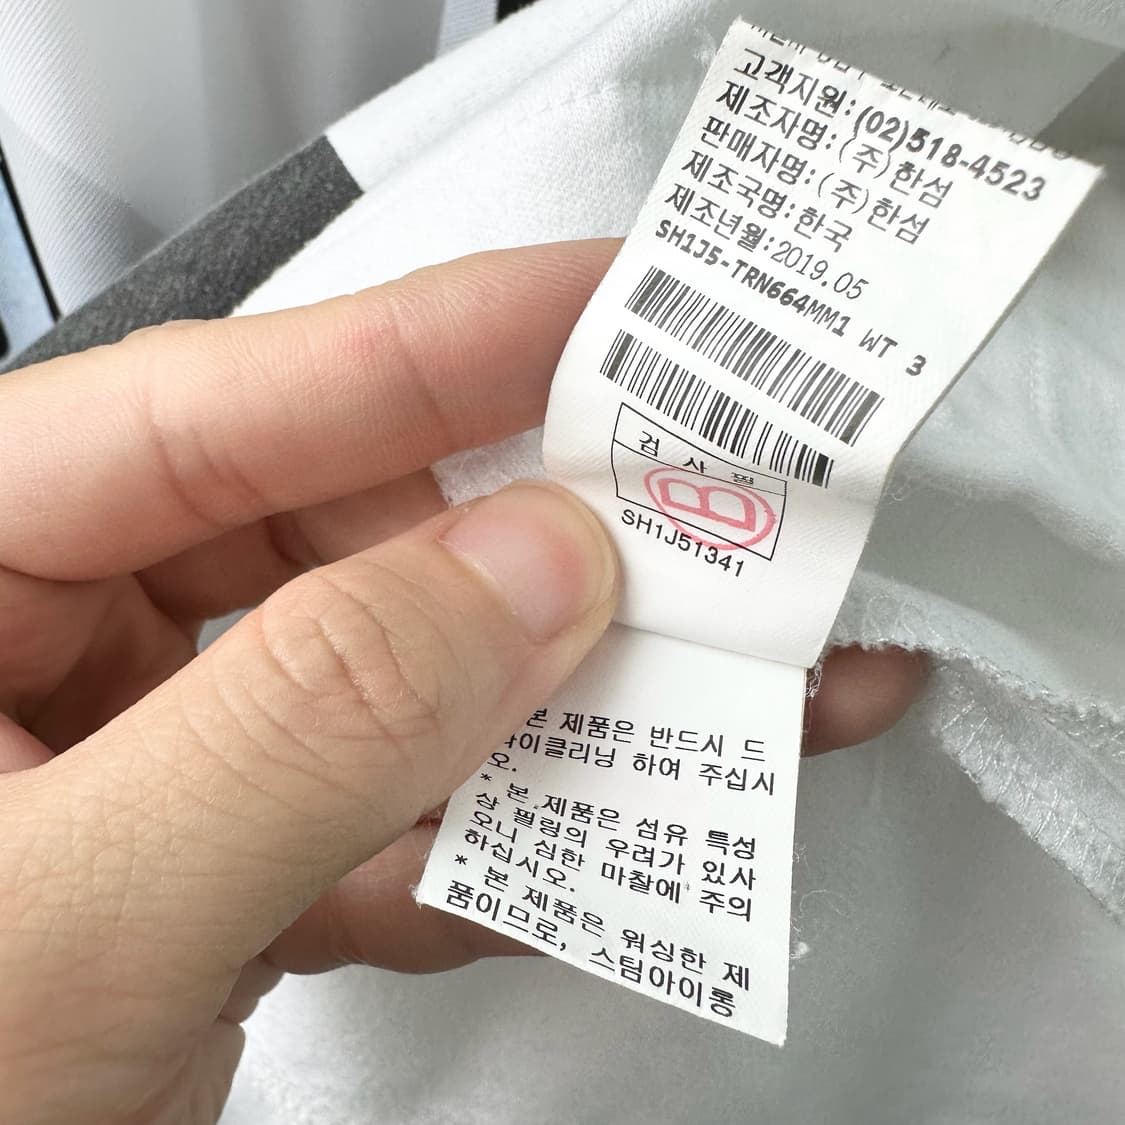 고객지원:(02)518-4523
제조자명:(주)한섬
판매자명:(주)한섬
제조국명:한국
제조년월:2019.05
SH1J5-TRN664MM1 WT 3
검 사 필
B
SH1J51341
본 제품은 반드시 드
라이클리닝 하여 주십시
오.
* 본 제품은 섬유 특성
상 필링의 우려가 있사
오니 심한 마찰에 주의
하십시오.
* 본 제품은 워싱한 제
품이므로, 스팀아이롱